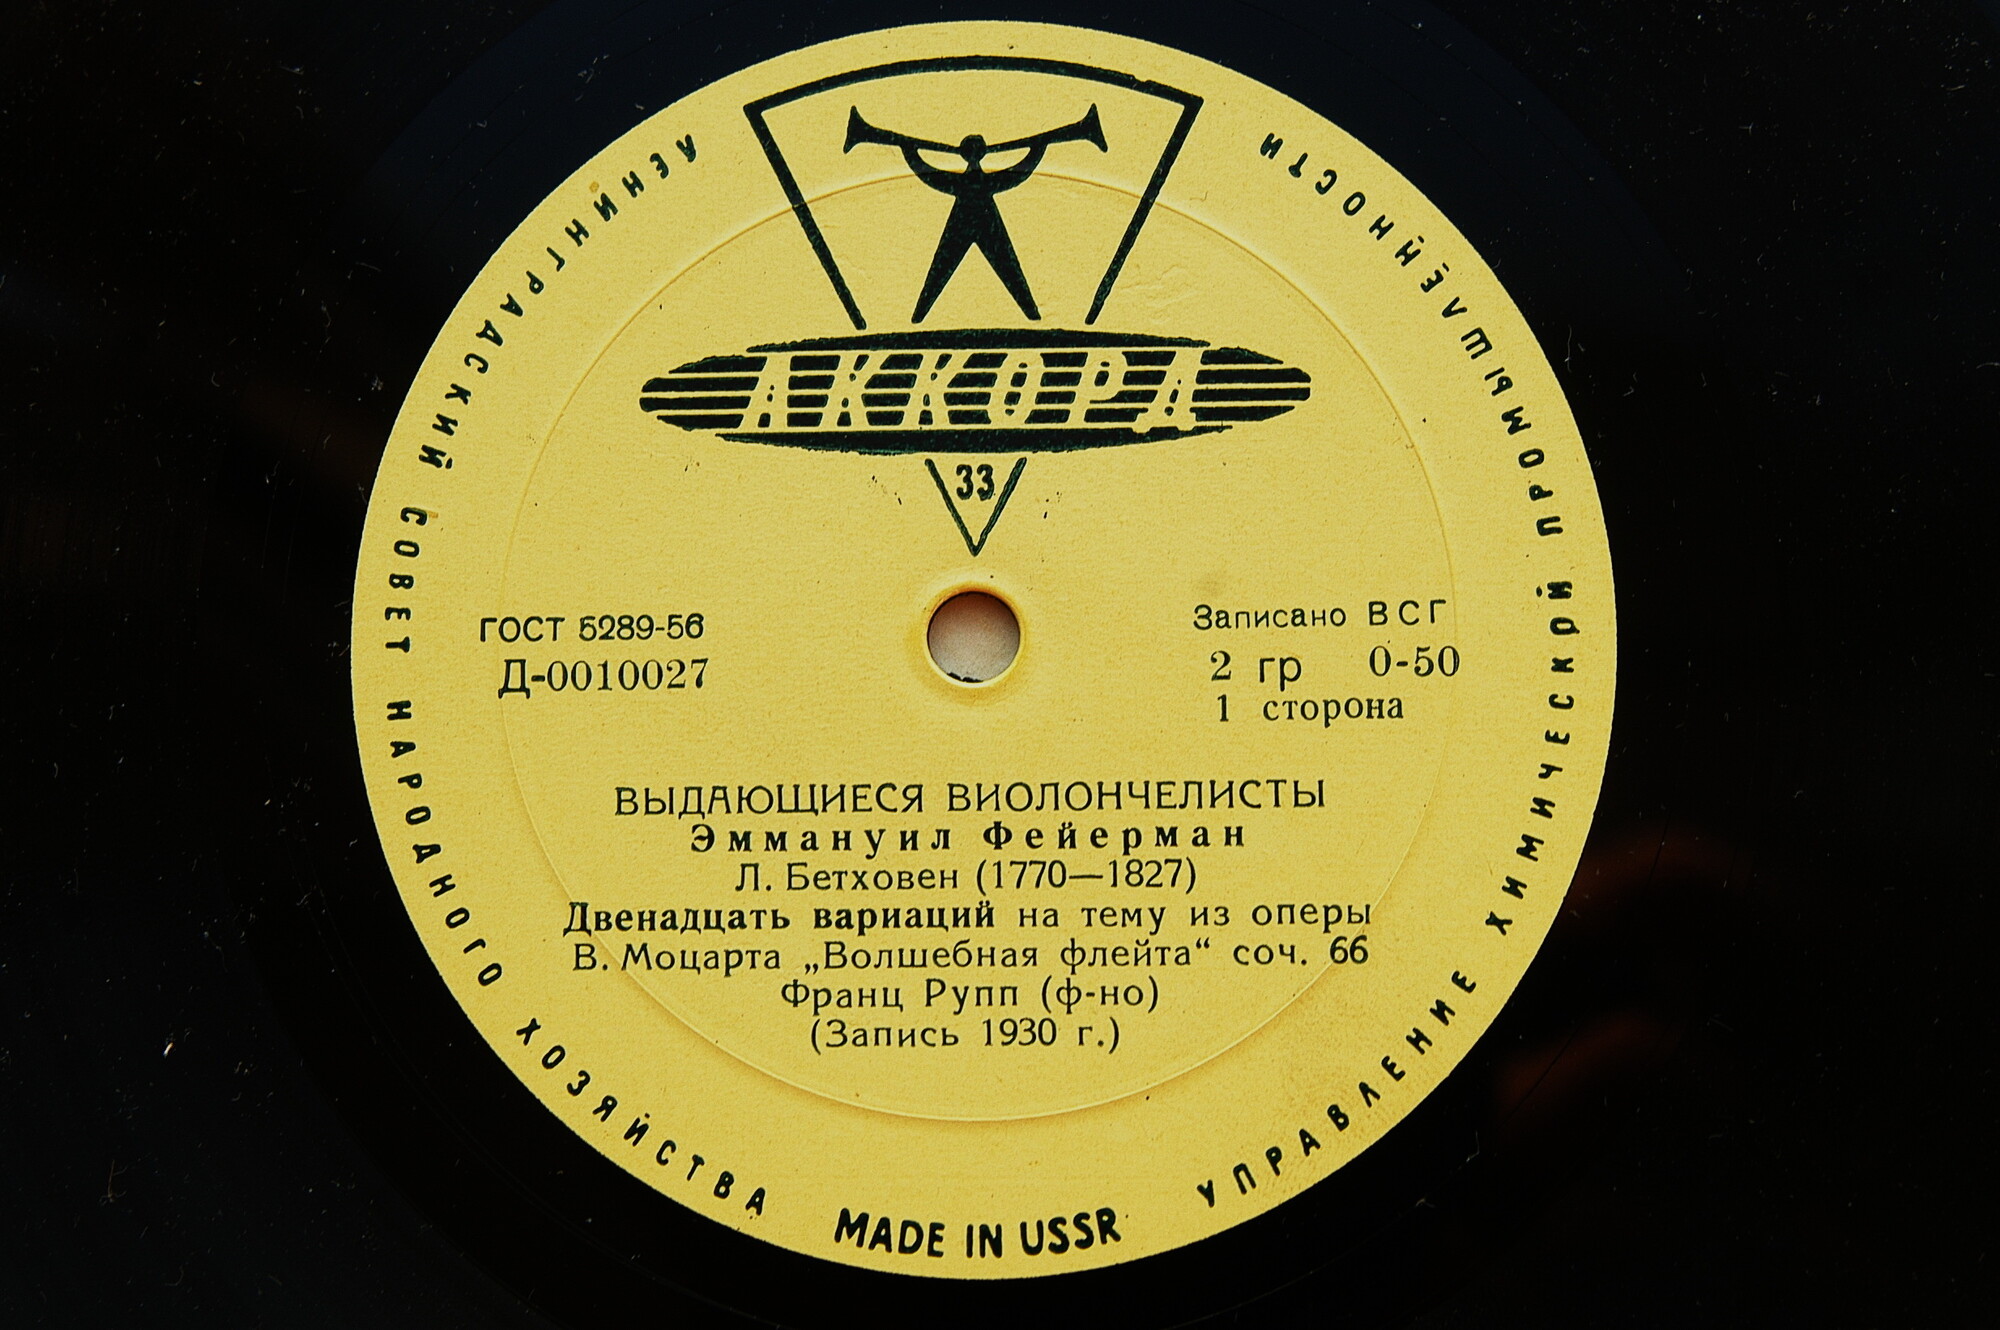 ЛЕНИНГРАДСКИЙ СОВЕТ НАРОДНОГО ХОЗЯЙСТВА
УПРАВЛЕНИЕ ХИМИЧЕСКОЙ ПРОМЫШЛЕННОСТИ
АККОРД
33
ГОСТ 5289-56
Д-0010027
Записано ВСГ
2 гр 0-50
1 сторона
ВЫДАЮЩИЕСЯ ВИОЛОНЧЕЛИСТЫ
Эммануил Фейерман
Л. Бетховен (1770—1827)
Двенадцать вариаций на тему из оперы
В. Моцарта „Волшебная флейта“ соч. 66
Франц Рупп (ф-но)
(Запись 1930 г.)
MADE IN USSR